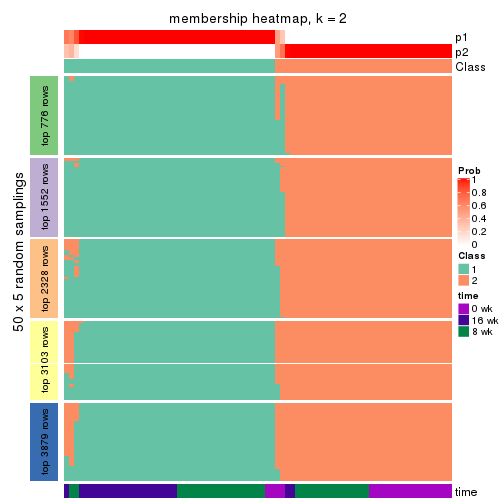 membership heatmap, k = 2
p1
p2
Class
50 x 5 random samplings
top 776 rows
top 1552 rows
top 2328 rows
top 3103 rows
top 3879 rows
time
Prob
1
0.8
0.6
0.4
0.2
0
Class
1
2
time
0 wk
16 wk
8 wk